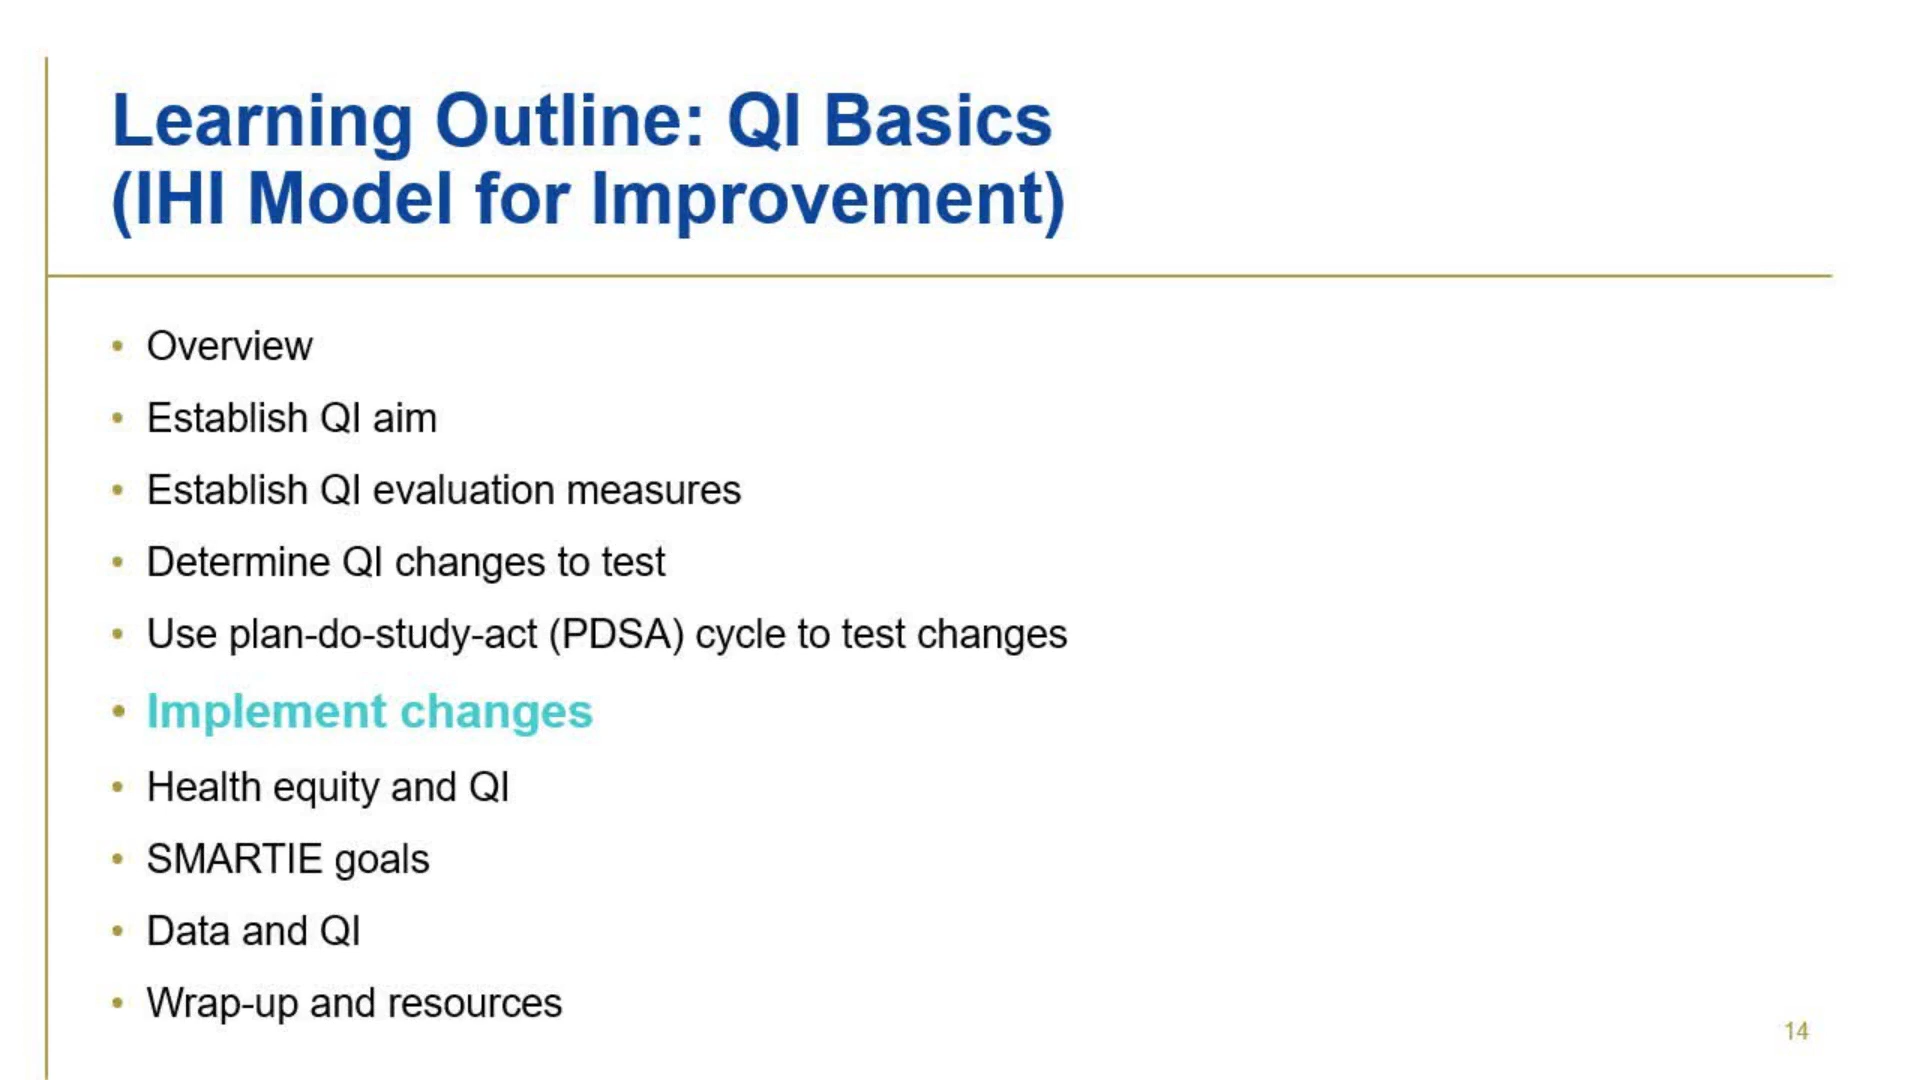 Learning Outline: QI Basics
(IHI Model for Improvement)
• Overview
• Establish QI aim
• Establish QI evaluation measures
• Determine QI changes to test
• Use plan-do-study-act (PDSA) cycle to test changes
• Implement changes
• Health equity and QI
• SMARTIE goals
• Data and QI
• Wrap-up and resources
14